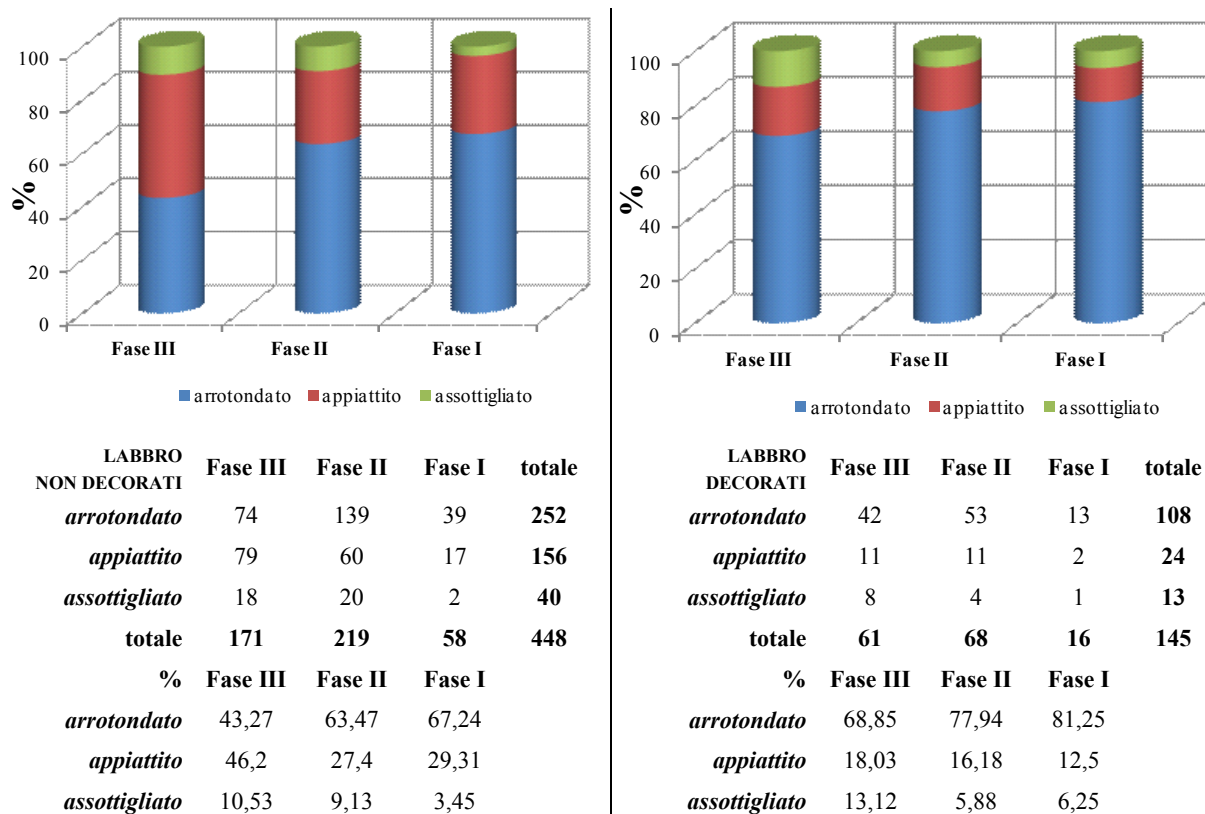 100
80
60
40
20
0
%
Fase III Fase II Fase I
arrotondato appiattito assottigliato
LABBRO
NON DECORATI Fase III Fase II Fase I totale
arrotondato 74 139 39 252
appiattito 79 60 17 156
assottigliato 18 20 2 40
totale 171 219 58 448
% Fase III Fase II Fase I
arrotondato 43,27 63,47 67,24
appiattito 46,2 27,4 29,31
assottigliato 10,53 9,13 3,45
100
80
60
40
20
0
%
Fase III Fase II Fase I
arrotondato appiattito assottigliato
LABBRO
DECORATI Fase III Fase II Fase I totale
arrotondato 42 53 13 108
appiattito 11 11 2 24
assottigliato 8 4 1 13
totale 61 68 16 145
% Fase III Fase II Fase I
arrotondato 68,85 77,94 81,25
appiattito 18,03 16,18 12,5
assottigliato 13,12 5,88 6,25